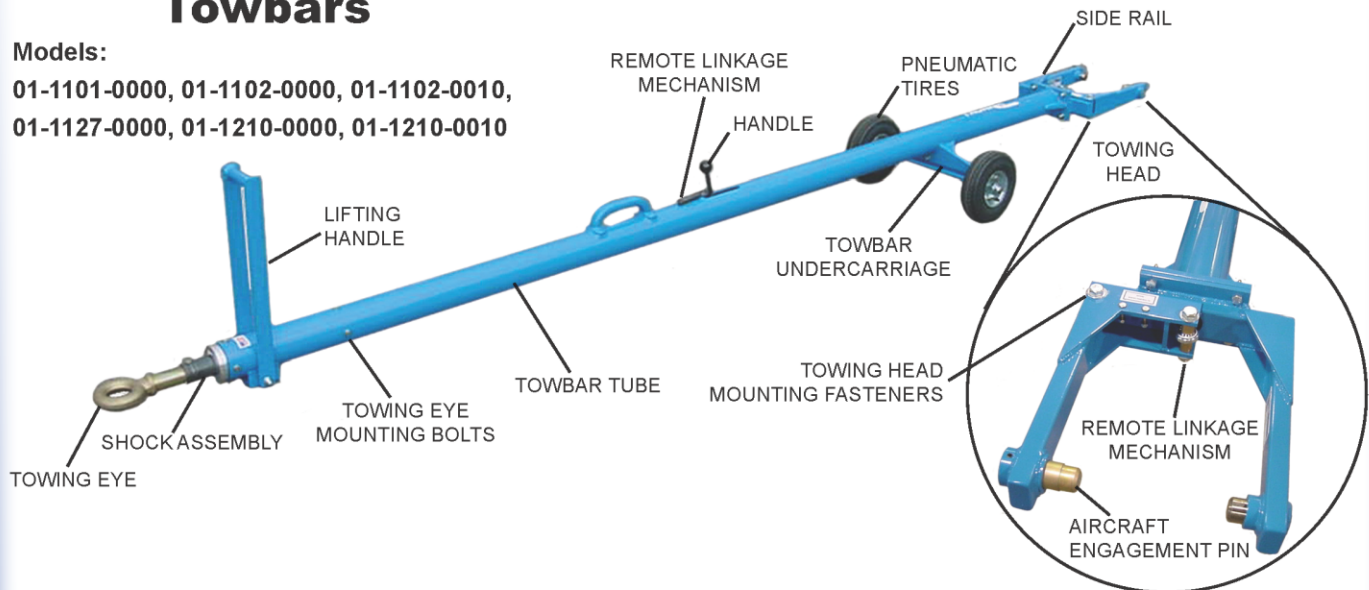 Towbars
Models:
01-1101-0000, 01-1102-0000, 01-1102-0010,
01-1127-0000, 01-1210-0000, 01-1210-0010
SIDE RAIL
REMOTE LINKAGE
MECHANISM
PNEUMATIC
TIRES
HANDLE
TOWING
HEAD
LIFTING
HANDLE
TOWBAR
UNDERCARRIAGE
TOWING HEAD
MOUNTING FASTENERS
TOWBAR TUBE
TOWING EYE
MOUNTING BOLTS
SHOCK ASSEMBLY
TOWING EYE
REMOTE LINKAGE
MECHANISM
AIRCRAFT
ENGAGEMENT PIN